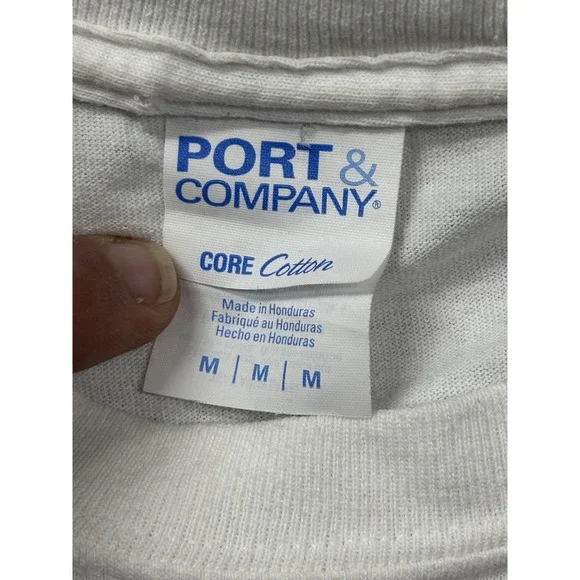 PORT &
COMPANY®
CORE Cotton
Made in Honduras
Fabriqué au Honduras
Hecho en Honduras
M | M | M